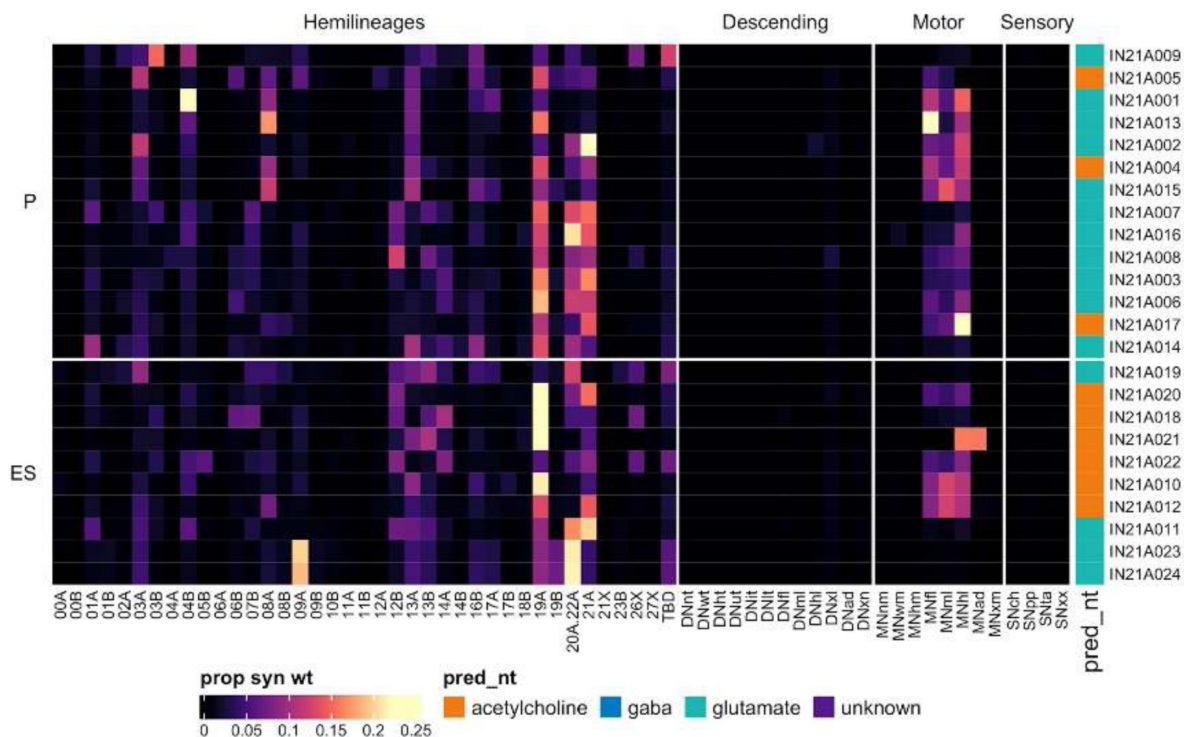 Hemilineages Descending Motor Sensory
P
ES
IN21A009
IN21A005
IN21A001
IN21A013
IN21A002
IN21A004
IN21A015
IN21A007
IN21A016
IN21A008
IN21A003
IN21A006
IN21A017
IN21A014
IN21A019
IN21A020
IN21A018
IN21A021
IN21A022
IN21A010
IN21A012
IN21A011
IN21A023
IN21A024
00A
00B
01A
01B
02A
03A
03B
04A
04B
05B
06A
06B
07B
08A
08B
09A
09B
10B
11A
11B
12A
12B
13A
13B
14A
14B
16B
17A
17B
18B
19A
19B
20A.22A
21A
21X
23B
26X
27X
TBD
DNnt
DNwt
DNht
DNut
DNit
DNlt
DNfl
DNml
DNhl
DNxl
DNad
DNxn
MNnm
MNwm
MNhm
MNfl
MNml
MNhl
MNad
MNxm
SNch
SNpp
SNta
SNxx
pred_nt
prop syn wt
0 0.05 0.1 0.15 0.2 0.25
pred_nt
acetylcholine gaba glutamate unknown